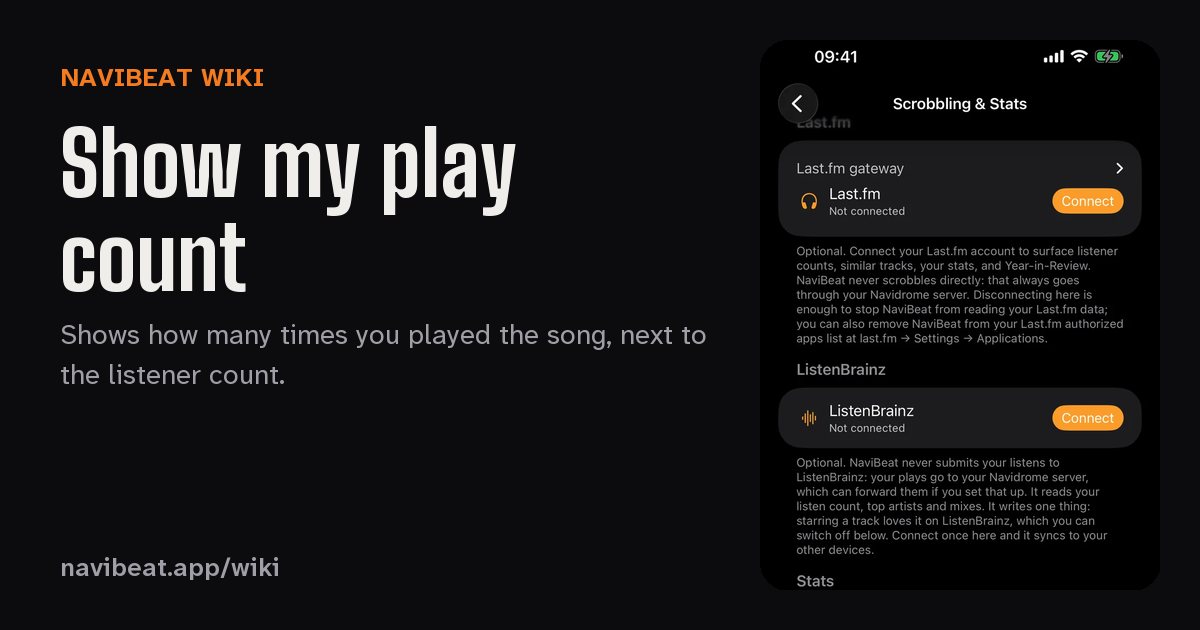 NAVIBEAT WIKI
Show my play
count
Shows how many times you played the song, next to
the listener count.
navibeat.app/wiki
09:41
Scrobbling & Stats
Last.fm
Last.fm gateway
Last.fm
Not connected
Connect
Optional. Connect your Last.fm account to surface listener
counts, similar tracks, your stats, and Year-in-Review.
NaviBeat never scrobbles directly: that always goes
through your Navidrome server. Disconnecting here is
enough to stop NaviBeat from reading your Last.fm data;
you can also remove NaviBeat from your Last.fm authorized
apps list at last.fm → Settings → Applications.
ListenBrainz
ListenBrainz
Not connected
Connect
Optional. NaviBeat never submits your listens to
ListenBrainz: your plays go to your Navidrome server,
which can forward them if you set that up. It reads your
listen count, top artists and mixes. It writes one thing:
starring a track loves it on ListenBrainz, which you can
switch off below. Connect once here and it syncs to your
other devices.
Stats